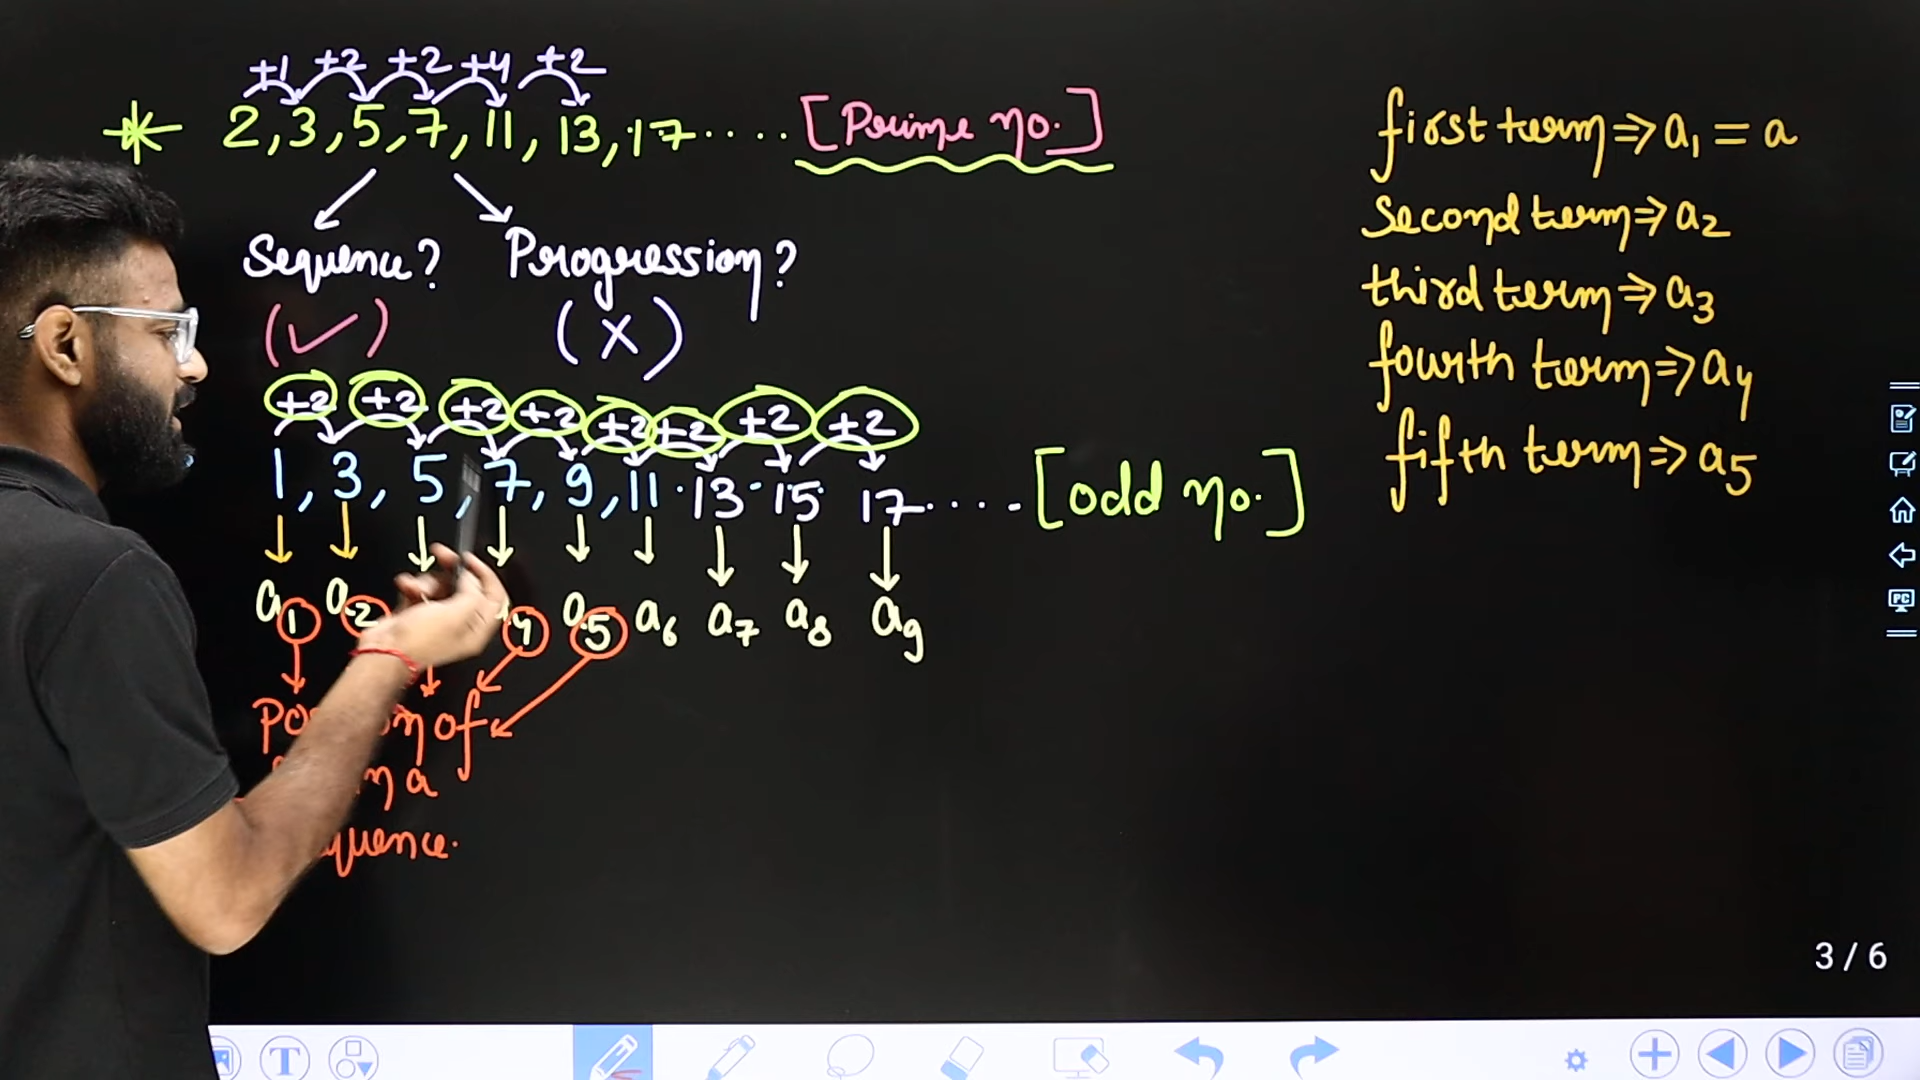 +1 +2 +2 +4 +2
2, 3, 5, 7, 11, 13, 17 ..... [Prime no.]
Sequence? Progression?
(✓) (X)
+2 +2 +2 +2 +2 +2 +2 +2
1, 3, 5, 7, 9, 11, 13, 15, 17 ..... [odd no.]
a1 a2 4 a5 a6 a7 a8 a9
of
a
first term ⇒ a1 = a
second term ⇒ a2
third term ⇒ a3
fourth term ⇒ a4
fifth term ⇒ a5
3 / 6
T
PC